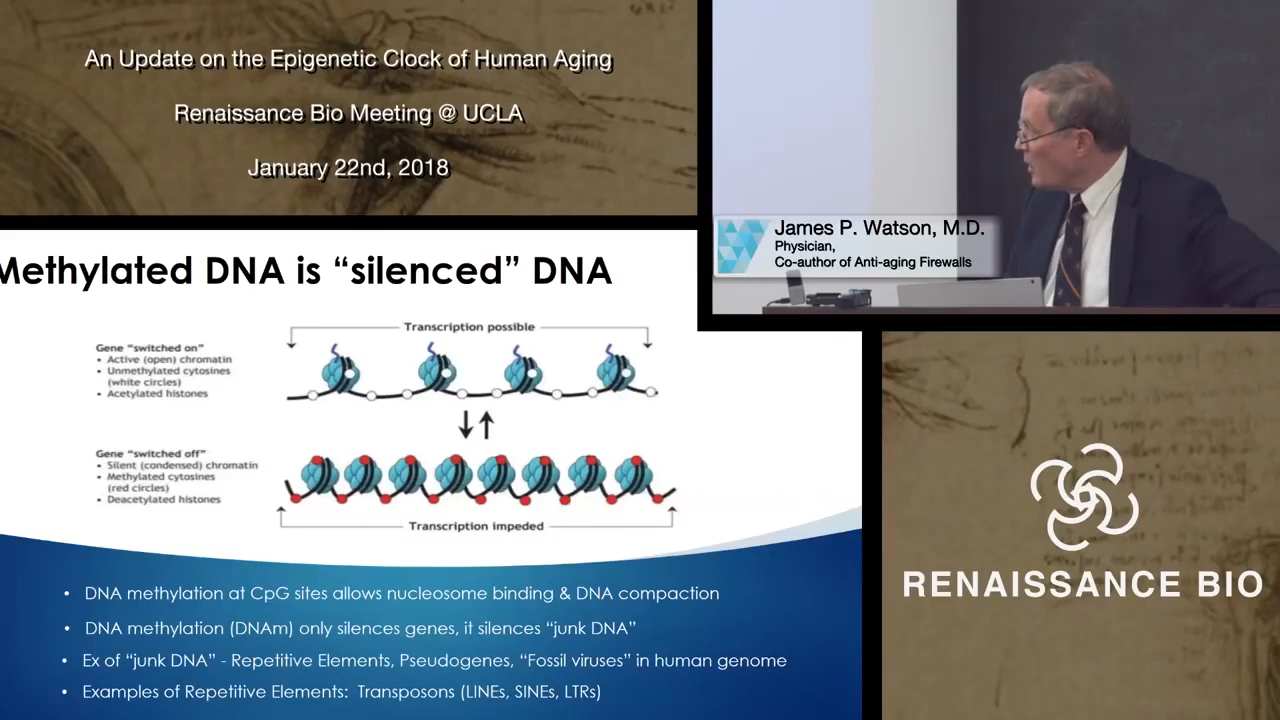 An Update on the Epigenetic Clock of Human Aging
Renaissance Bio Meeting @ UCLA
January 22nd, 2018
James P. Watson, M.D.
Physician,
Co-author of Anti-aging Firewalls
Methylated DNA is “silenced” DNA
Transcription possible
Gene “switched on”
• Active (open) chromatin
• Unmethylated cytosines
(white circles)
• Acetylated histones
Gene “switched off”
• Silent (condensed) chromatin
• Methylated cytosines
(red circles)
• Deacetylated histones
Transcription impeded
• DNA methylation at CpG sites allows nucleosome binding & DNA compaction
• DNA methylation (DNAm) only silences genes, it silences “junk DNA”
• Ex of “junk DNA” - Repetitive Elements, Pseudogenes, “Fossil viruses” in human genome
• Examples of Repetitive Elements: Transposons (LINEs, SINEs, LTRs)
RENAISSANCE BIO